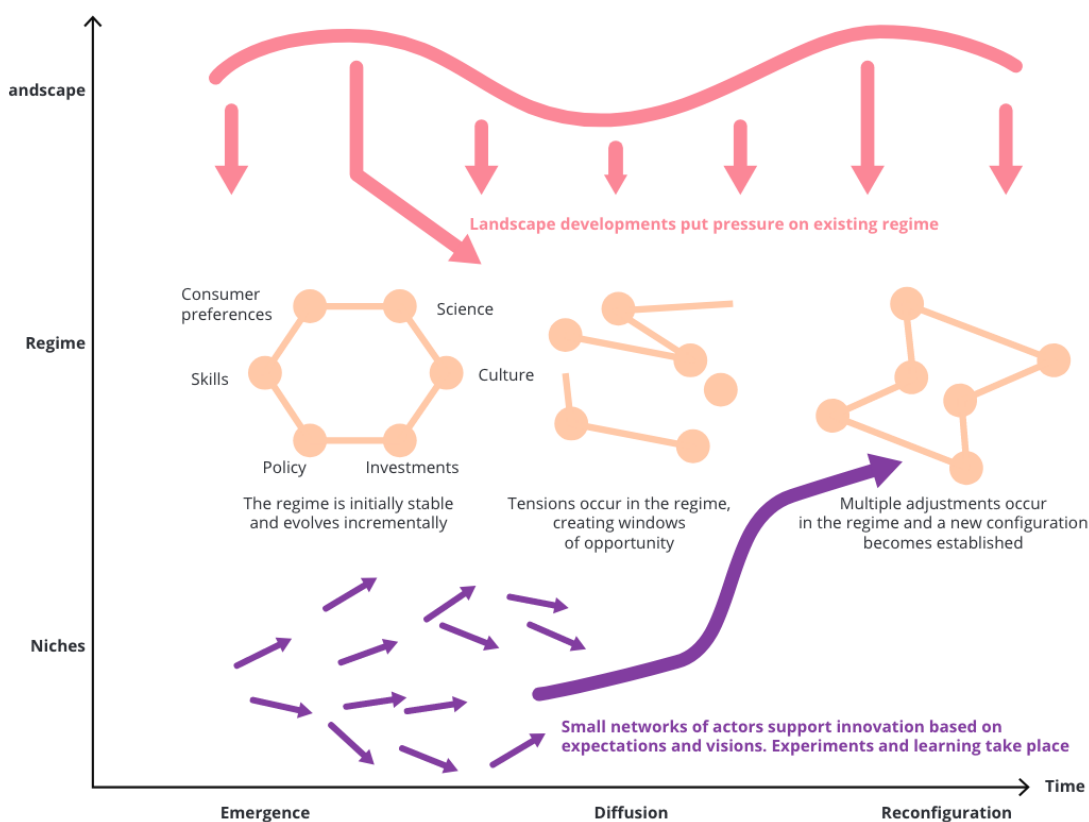 andscape
Landscape developments put pressure on existing regime
Consumer
preferences
Science
Regime
Skills
Culture
Policy
Investments
The regime is initially stable
and evolves incrementally
Tensions occur in the regime,
creating windows
of opportunity
Multiple adjustments occur
in the regime and a new configuration
becomes established
Niches
Small networks of actors support innovation based on
expectations and visions. Experiments and learning take place
Time
Emergence
Diffusion
Reconfiguration